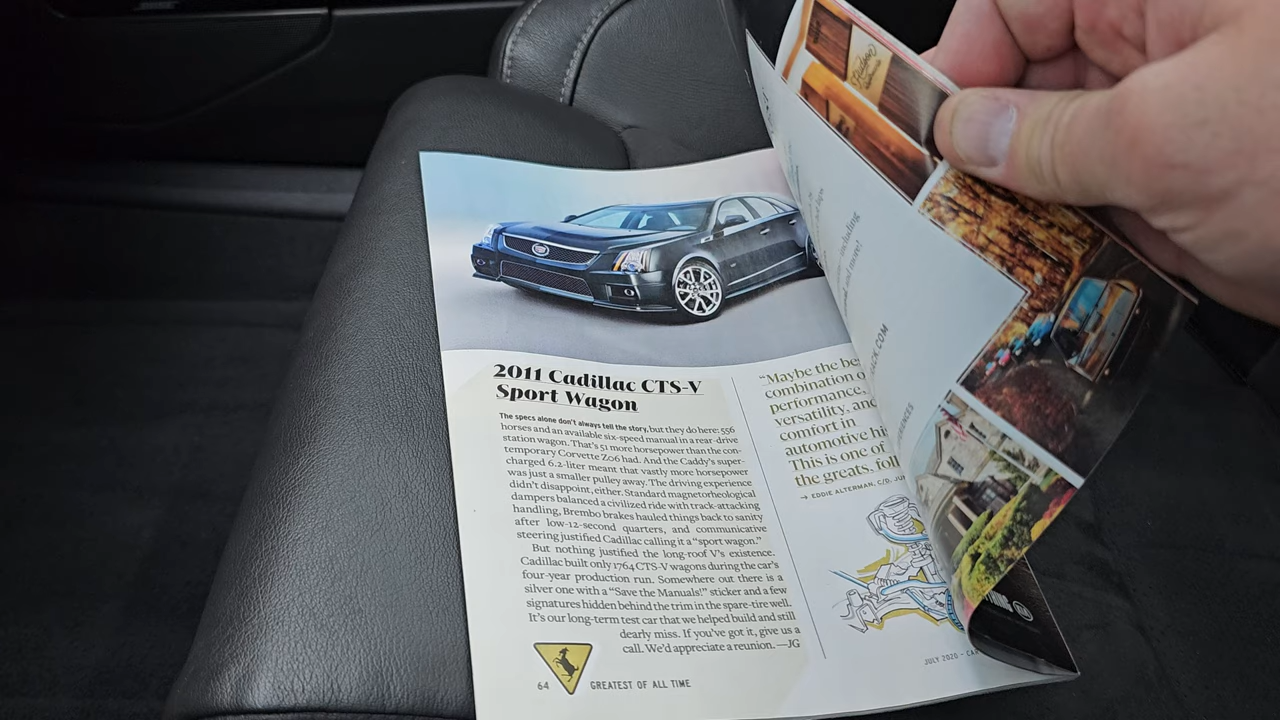 2011 Cadillac CTS-V
Sport Wagon
The specs alone don't always tell the story, but they do here: 556
horses and an available six-speed manual in a rear-drive
station wagon. That's 51 more horsepower than the con-
temporary Corvette Z06 had. And the Caddy's super-
charged 6.2-liter meant that vastly more horsepower
was just a smaller pulley away. The driving experience
didn't disappoint, either. Standard magnetorheological
dampers balanced a civilized ride with track-attacking
handling, Brembo brakes hauled things back to sanity
after low-12-second quarters, and communicative
steering justified Cadillac calling it a "sport wagon."
But nothing justified the long-roof V's existence.
Cadillac built only 1764 CTS-V wagons during the car's
four-year production run. Somewhere out there is a
silver one with a "Save the Manuals!" sticker and a few
signatures hidden behind the trim in the spare-tire well.
It's our long-term test car that we helped build and still
dearly miss. If you've got it, give us a
call. We'd appreciate a reunion. —JG
64 GREATEST OF ALL TIME
"Maybe the be
combination o
performance,
versatility, and
comfort in
automotive hi
This is one of
the greats, foll
→ EDDIE ALTERMAN, C/D, JU
JULY 2020 – CA
including
and more!
ACK.COM